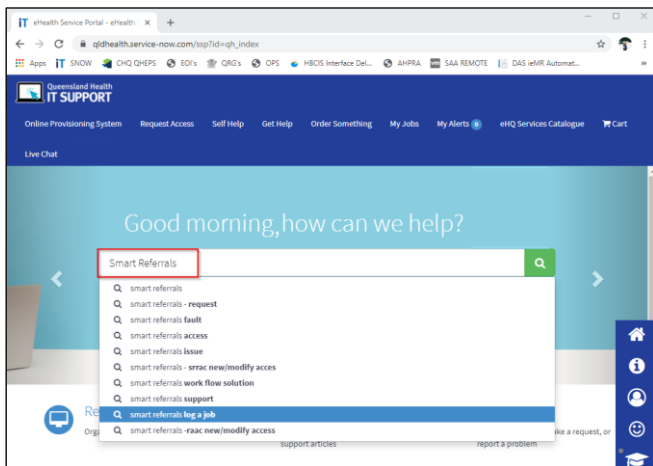 eHealth Service Portal - eHealth
qldhealth.service-now.com/ssp?id=qh_index
Apps SNOW CHQ QHEPS EOI's QRG's OPS HBCIS Interface Del... AHPRA SAA REMOTE DAS ieMR Automat...
Queensland Health
IT SUPPORT
Online Provisioning System Request Access Self Help Get Help Order Something My Jobs My Alerts 0 eHQ Services Catalogue Cart
Live Chat
Good morning, how can we help?
Smart Referrals
smart referrals
smart referrals - request
smart referrals fault
smart referrals access
smart referrals issue
smart referrals - srrac new/modify acces
smart referrals work flow solution
smart referrals support
smart referrals log a job
smart referrals -raac new/modify access
Re
Orga
ke a request, or
support articles report a problem